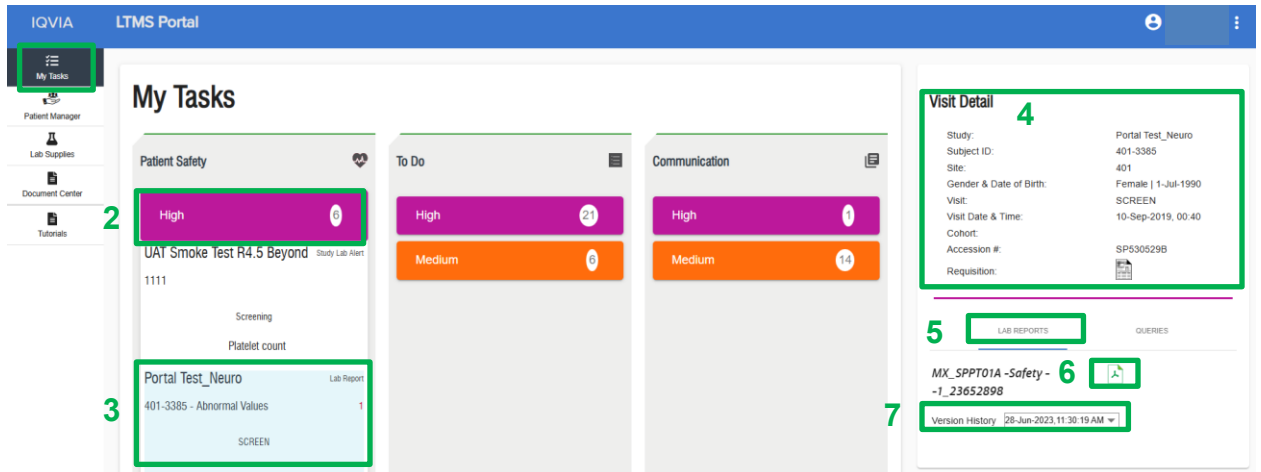 IQVIA
LTMS Portal
My Tasks
Patient Manager
Lab Supplies
Document Center
Tutorials
My Tasks
Patient Safety
2
High 6
UAT Smoke Test R4.5 Beyond Study Lab Alert
1111
Screening
Platelet count
3
Portal Test_Neuro Lab Report
401-3385 - Abnormal Values 1
SCREEN
To Do
High 21
Medium 6
Communication
High 1
Medium 14
Visit Detail
4
Study: Portal Test_Neuro
Subject ID: 401-3385
Site: 401
Gender & Date of Birth: Female | 1-Jul-1990
Visit: SCREEN
Visit Date & Time: 10-Sep-2019, 00:40
Cohort:
Accession #: SP530529B
Requisition:
5 LAB REPORTS QUERIES
MX_SPPT01A -Safety - 6
-1_23652898
7 Version History 28-Jun-2023,11:30:19 AM